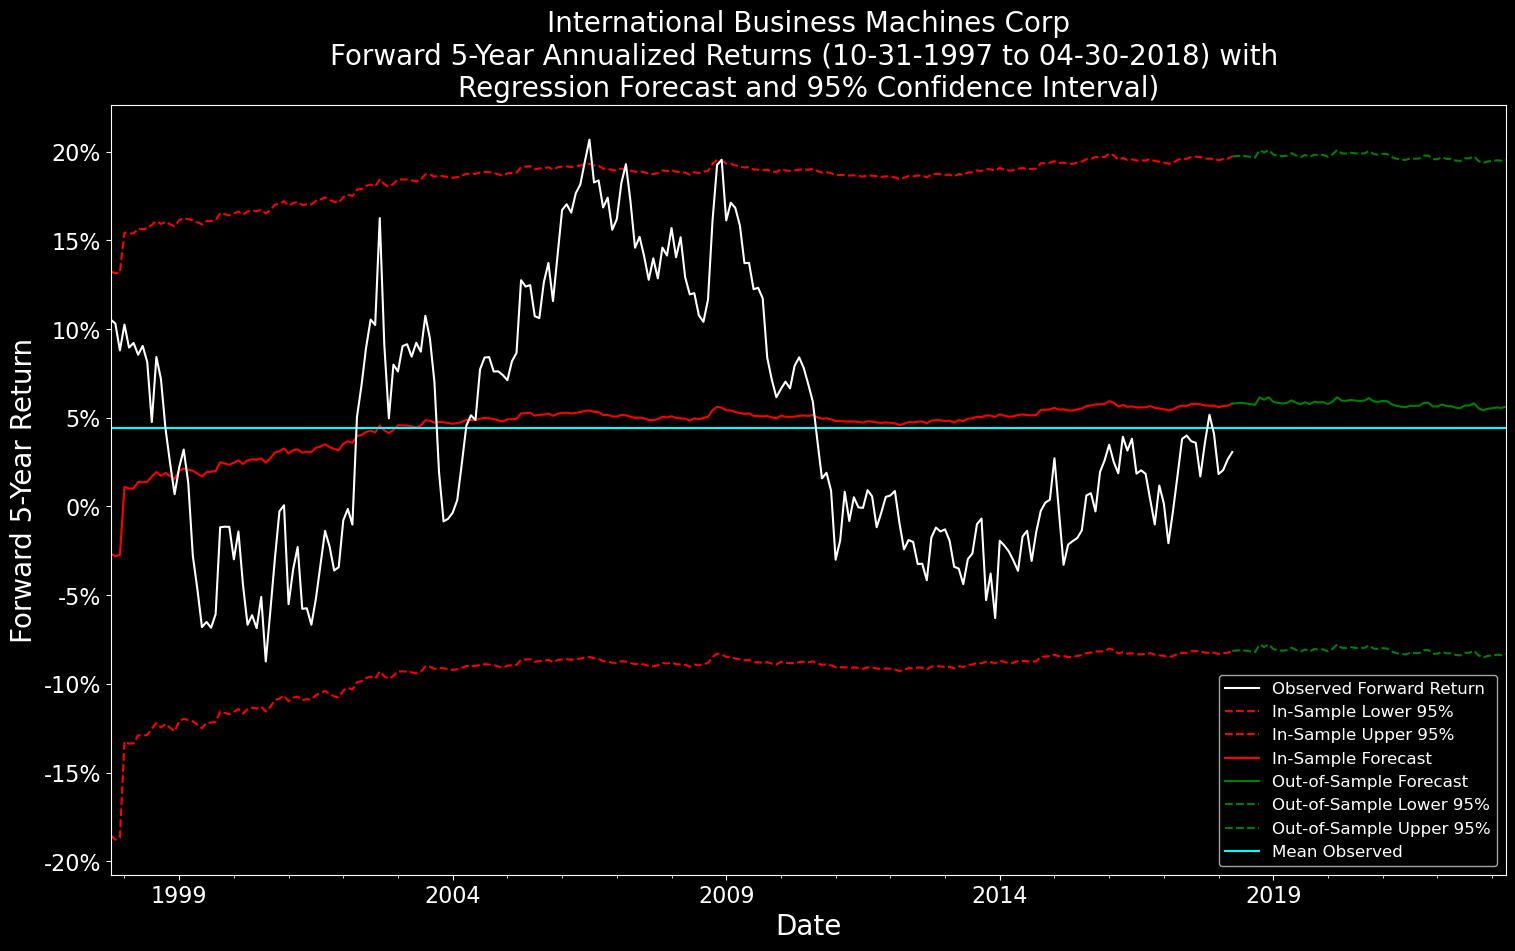 International Business Machines Corp
Forward 5-Year Annualized Returns (10-31-1997 to 04-30-2018) with
Regression Forecast and 95% Confidence Interval)
Forward 5-Year Return
20%
15%
10%
5%
0%
-5%
-10%
-15%
-20%
Observed Forward Return
In-Sample Lower 95%
In-Sample Upper 95%
In-Sample Forecast
Out-of-Sample Forecast
Out-of-Sample Lower 95%
Out-of-Sample Upper 95%
Mean Observed
1999
2004
2009
2014
2019
Date